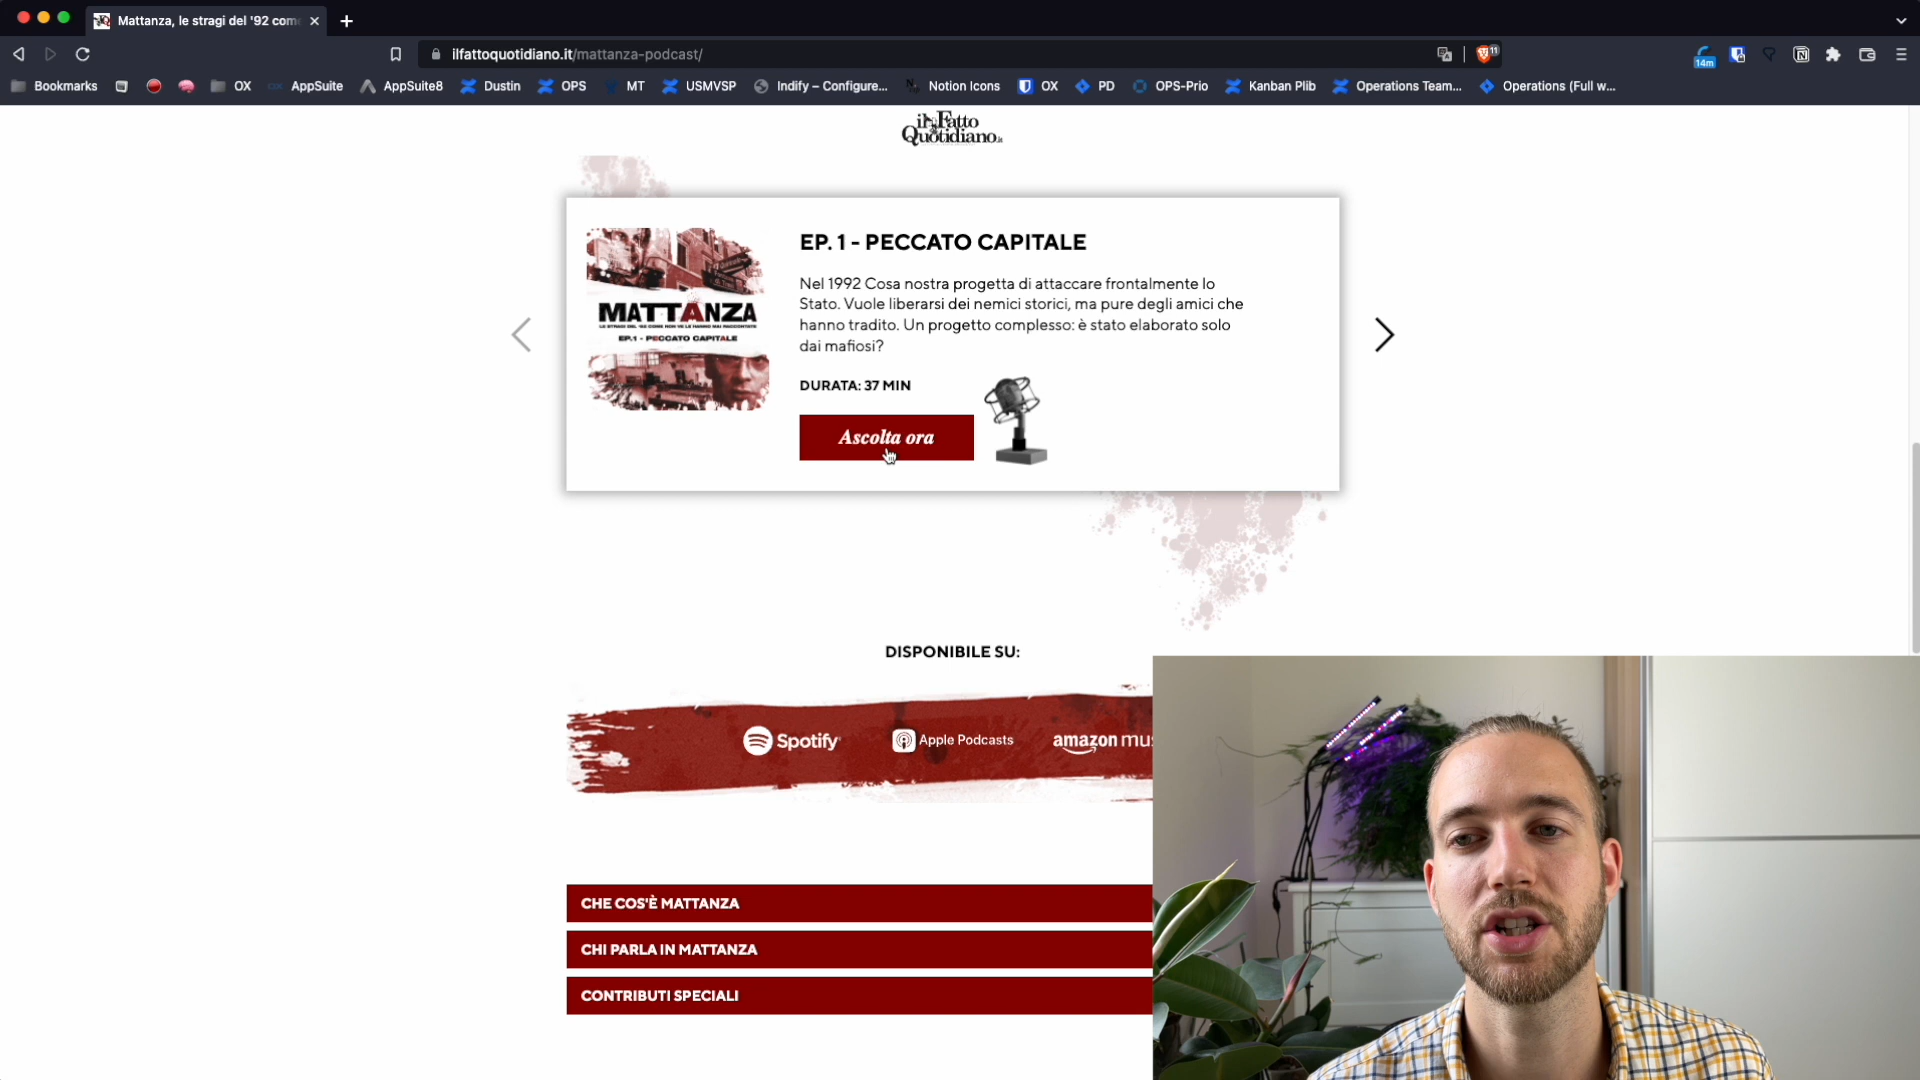 Mattanza, le stragi del '92 com
ilfattoquotidiano.it/mattanza-podcast/
11
14m
Bookmarks
OX
AppSuite
AppSuite8
Dustin
OPS
MT
USMVSP
Indify – Configure...
Notion Icons
OX
PD
OPS-Prio
Kanban Plib
Operations Team...
Operations (Full w...
il Fatto
Quotidiano.it
EP. 1 - PECCATO CAPITALE
Nel 1992 Cosa nostra progetta di attaccare frontalmente lo
Stato. Vuole liberarsi dei nemici storici, ma pure degli amici che
hanno tradito. Un progetto complesso: è stato elaborato solo
dai mafiosi?
MATTANZA
LE STRAGI DEL '92 COME NON VE LE HANNO MAI RACCONTATE
EP.1 - PECCATO CAPITALE
DURATA: 37 MIN
Ascolta ora
DISPONIBILE SU:
Spotify
Apple Podcasts
amazon mus
CHE COS'È MATTANZA
CHI PARLA IN MATTANZA
CONTRIBUTI SPECIALI